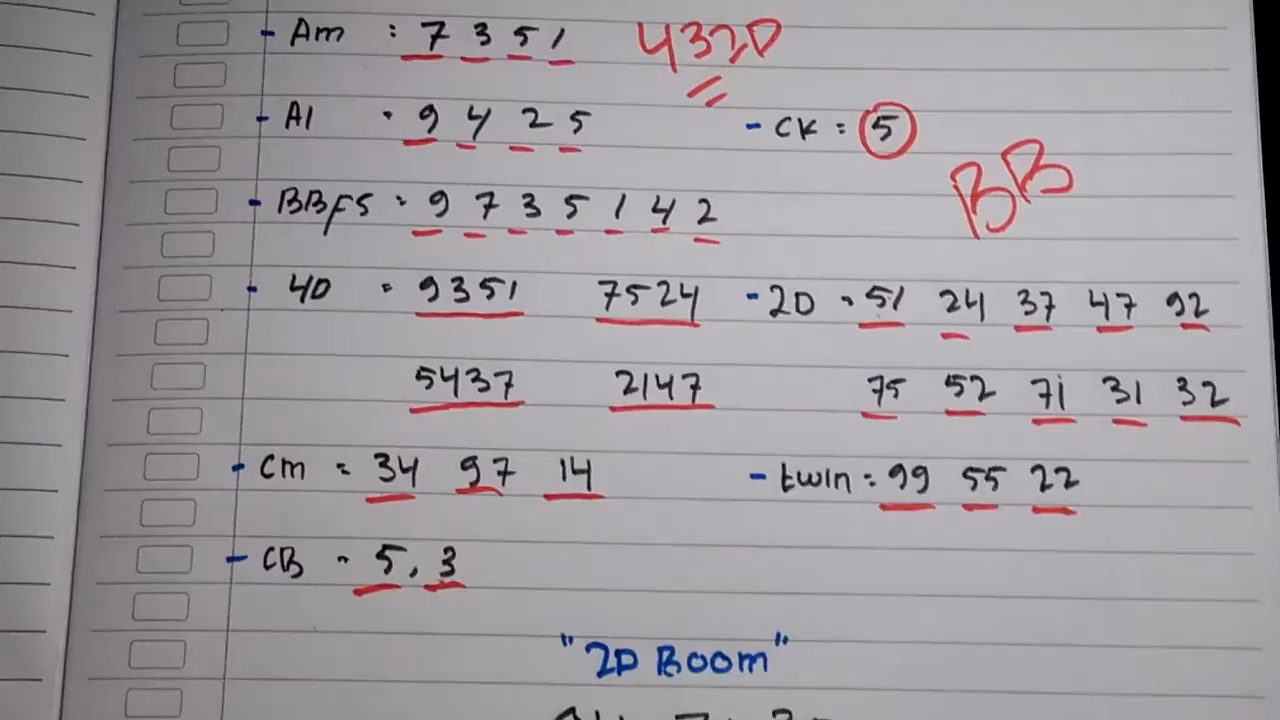 - Am : 7 3 5 1 432D
- AI : 9 4 2 5 - CK : 5
- BBFS : 9 7 3 5 1 4 2 BB
- 4D = 9351 7524 - 2D = 51 24 37 47 92
5437 2147 75 52 71 31 32
- Cm = 34 97 14 - twin = 99 55 22
- CB = 5, 3
"2D BOOM"